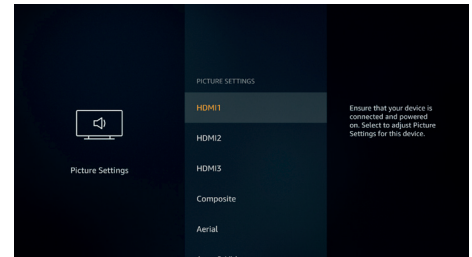 PICTURE SETTINGS
HDMI1
Ensure that your device is
connected and powered
on. Select to adjust Picture
Settings for this device.
HDMI2
HDMI3
Picture Settings
Composite
Aerial